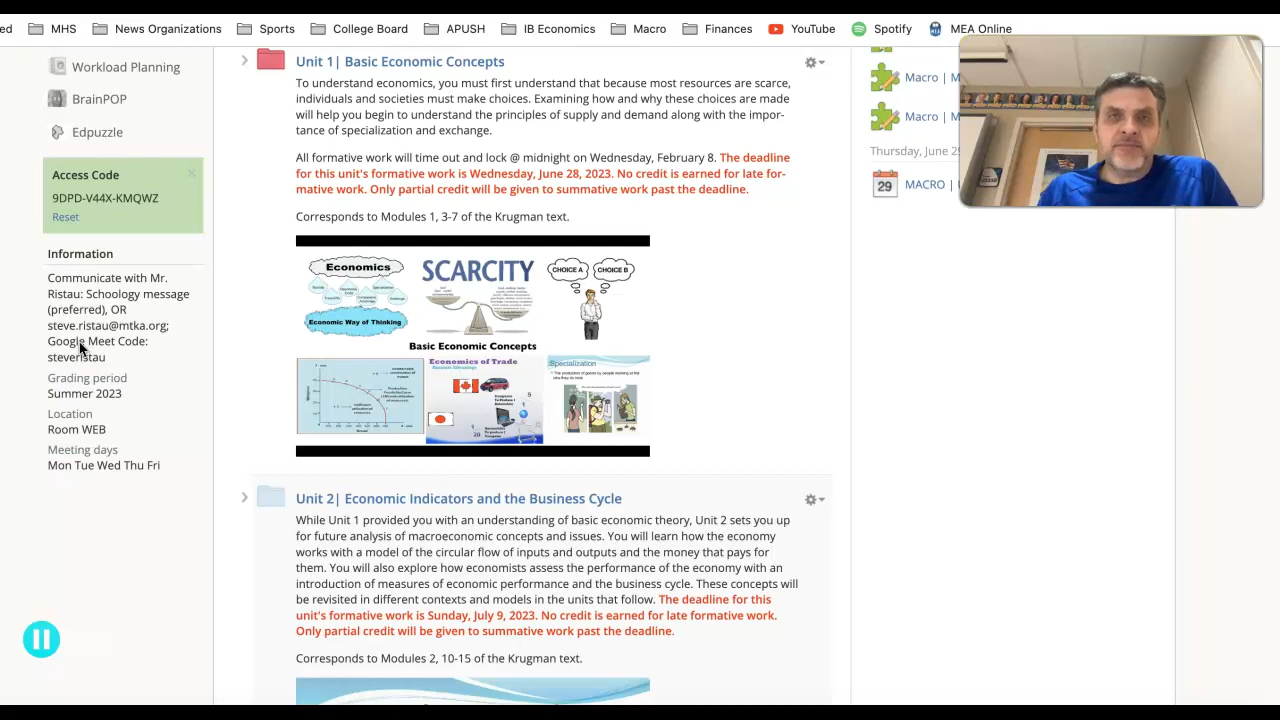 ed MHS News Organizations Sports College Board APUSH IB Economics Macro Finances YouTube Spotify MEA Online
Workload Planning
BrainPOP
Edpuzzle
Access Code
9DPD-V44X-KMQWZ
Reset
Information
Communicate with Mr.
Ristau: Schoology message
(preferred), OR
steve.ristau@mtka.org;
Google Meet Code:
steveristau
Grading period
Summer 2023
Location
Room WEB
Meeting days
Mon Tue Wed Thu Fri
Unit 1| Basic Economic Concepts
To understand economics, you must first understand that because most resources are scarce,
individuals and societies must make choices. Examining how and why these choices are made
will help you begin to understand the principles of supply and demand along with the impor-
tance of specialization and exchange.
All formative work will time out and lock @ midnight on Wednesday, February 8. The deadline
for this unit's formative work is Wednesday, June 28, 2023. No credit is earned for late for-
mative work. Only partial credit will be given to summative work past the deadline.
Corresponds to Modules 1, 3-7 of the Krugman text.
Economics
Economic Way of Thinking
SCARCITY
CHOICE A CHOICE B
Basic Economic Concepts
Economics of Trade
Specialization
Unit 2| Economic Indicators and the Business Cycle
While Unit 1 provided you with an understanding of basic economic theory, Unit 2 sets you up
for future analysis of macroeconomic concepts and issues. You will learn how the economy
works with a model of the circular flow of inputs and outputs and the money that pays for
them. You will also explore how economists assess the performance of the economy with an
introduction of measures of economic performance and the business cycle. These concepts will
be revisited in different contexts and models in the units that follow. The deadline for this
unit's formative work is Sunday, July 9, 2023. No credit is earned for late formative work.
Only partial credit will be given to summative work past the deadline.
Corresponds to Modules 2, 10-15 of the Krugman text.
Macro | M
Macro | M
Thursday, June 29
29 MACRO |